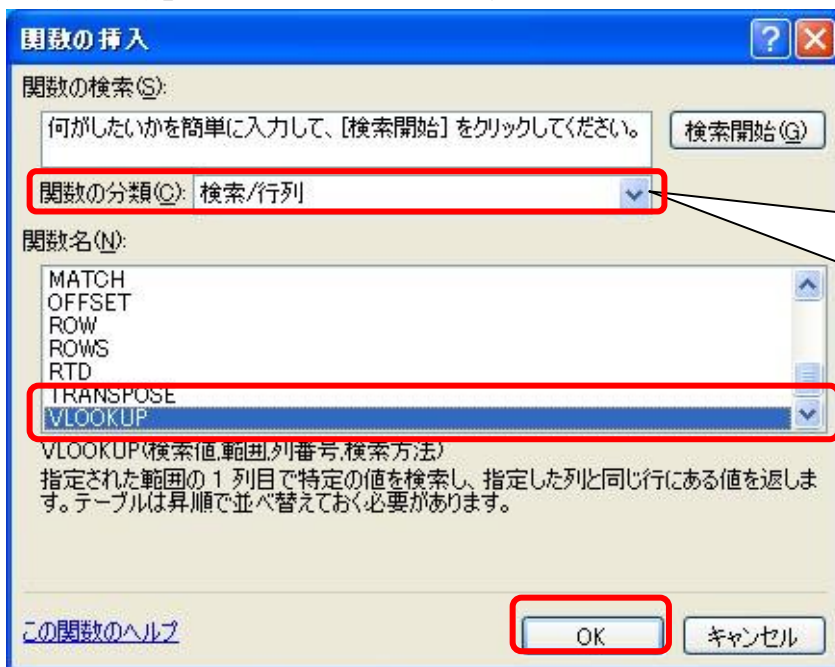 関数の挿入
関数の検索(S):
何がしたいかを簡単に入力して、[検索開始] をクリックしてください。
検索開始(G)
関数の分類(C): 検索/行列
関数名(N):
MATCH
OFFSET
ROW
ROWS
RTD
TRANSPOSE
VLOOKUP
VLOOKUP(検索値,範囲,列番号,検索方法)
指定された範囲の 1 列目で特定の値を検索し、指定した列と同じ行にある値を返しま
す。テーブルは昇順で並べ替えておく必要があります。
この関数のヘルプ
OK
キャンセル